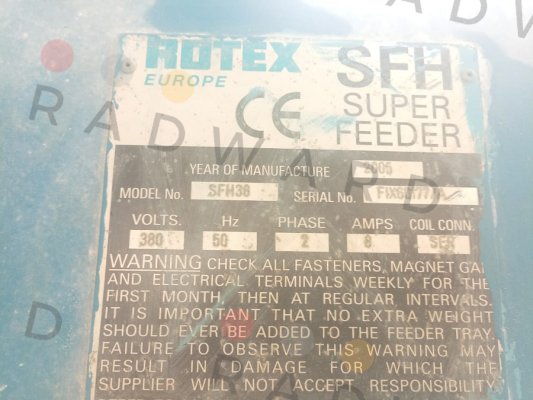 ROTEX SFH
EUROPE
CE SUPER
FEEDER
YEAR OF MANUFACTURE 2005
MODEL No. SFH36 SERIAL No.
VOLTS. Hz PHASE AMPS COIL CONN.
380 50 2 8 SER
WARNING CHECK ALL FASTENERS, MAGNET GA
AND ELECTRICAL TERMINALS WEEKLY FOR THE
FIRST MONTH, THEN AT REGULAR INTERVALS.
IT IS IMPORTANT THAT NO EXTRA WEIGHT
SHOULD EVER BE ADDED TO THE FEEDER TRAY.
FAILURE TO OBSERVE THIS WARNING MAY
RESULT IN DAMAGE FOR WHICH THE
SUPPLIER WILL NOT ACCEPT RESPONSIBILITY
RADWARD
RADW